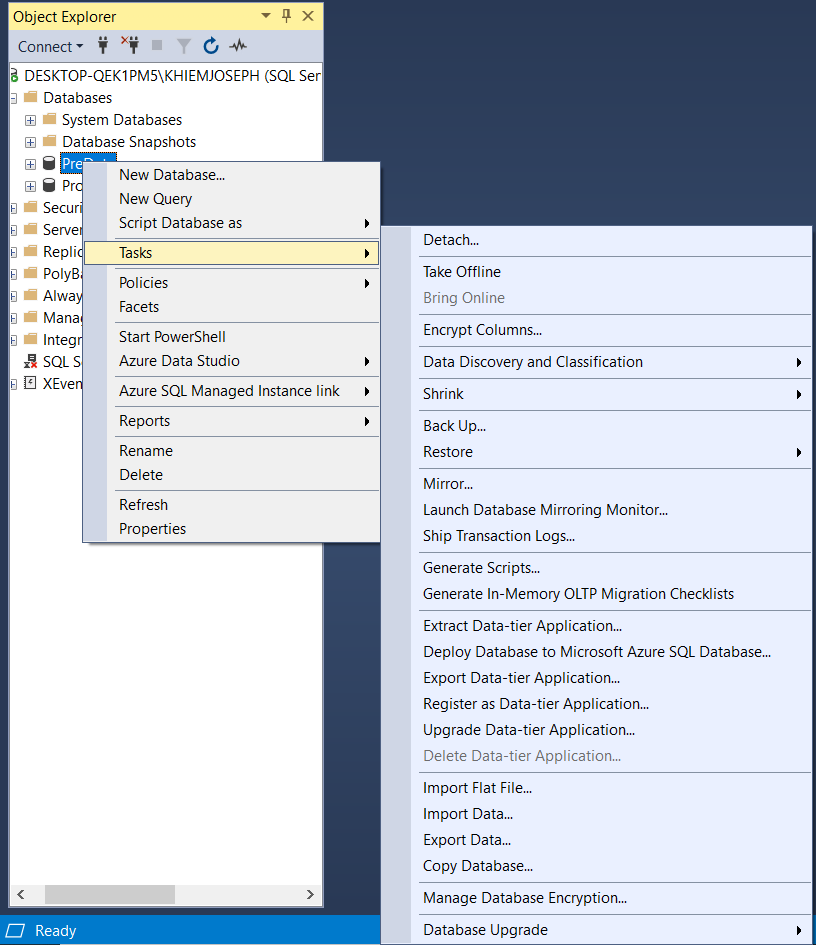 Object Explorer
Connect
DESKTOP-QEK1PM5\KHIEMJOSEPH (SQL Ser
Databases
System Databases
Database Snapshots
New Database...
New Query
Script Database as
Tasks
Policies
Facets
Start PowerShell
Azure Data Studio
Azure SQL Managed Instance link
Reports
Rename
Delete
Refresh
Properties
Detach...
Take Offline
Bring Online
Encrypt Columns...
Data Discovery and Classification
Shrink
Back Up...
Restore
Mirror...
Launch Database Mirroring Monitor...
Ship Transaction Logs...
Generate Scripts...
Generate In-Memory OLTP Migration Checklists
Extract Data-tier Application...
Deploy Database to Microsoft Azure SQL Database...
Export Data-tier Application...
Register as Data-tier Application...
Upgrade Data-tier Application...
Delete Data-tier Application...
Import Flat File...
Import Data...
Export Data...
Copy Database...
Manage Database Encryption...
Database Upgrade
Pro
Securi
Server
Replic
PolyBa
Alway
Manag
Integr
SQL S
XEven
Ready